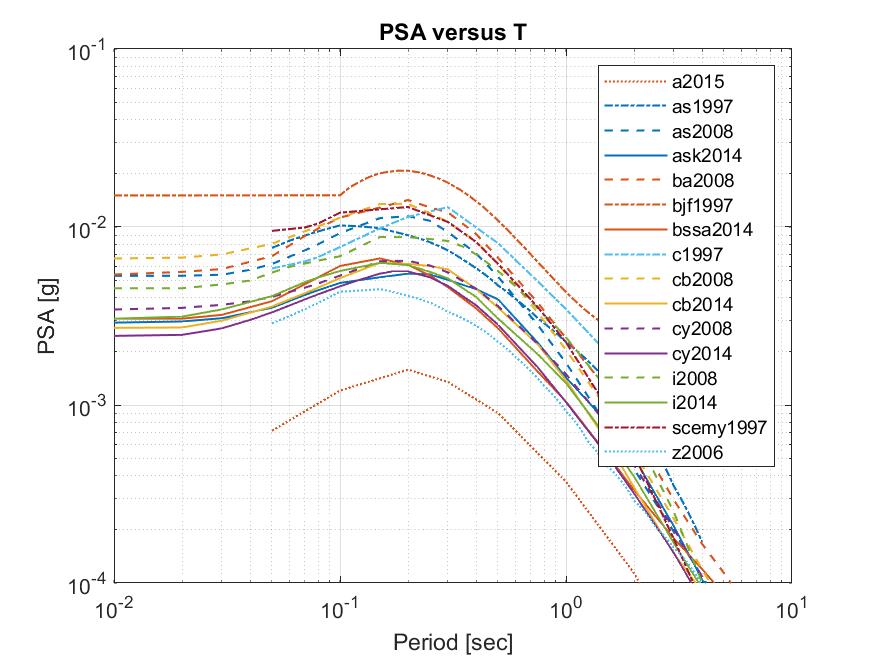 PSA versus T
10^-1
10^-2
10^-3
10^-4
PSA [g]
a2015
as1997
as2008
ask2014
ba2008
bjf1997
bssa2014
c1997
cb2008
cb2014
cy2008
cy2014
i2008
i2014
scemy1997
z2006
10^-2
10^-1
10^0
10^1
Period [sec]